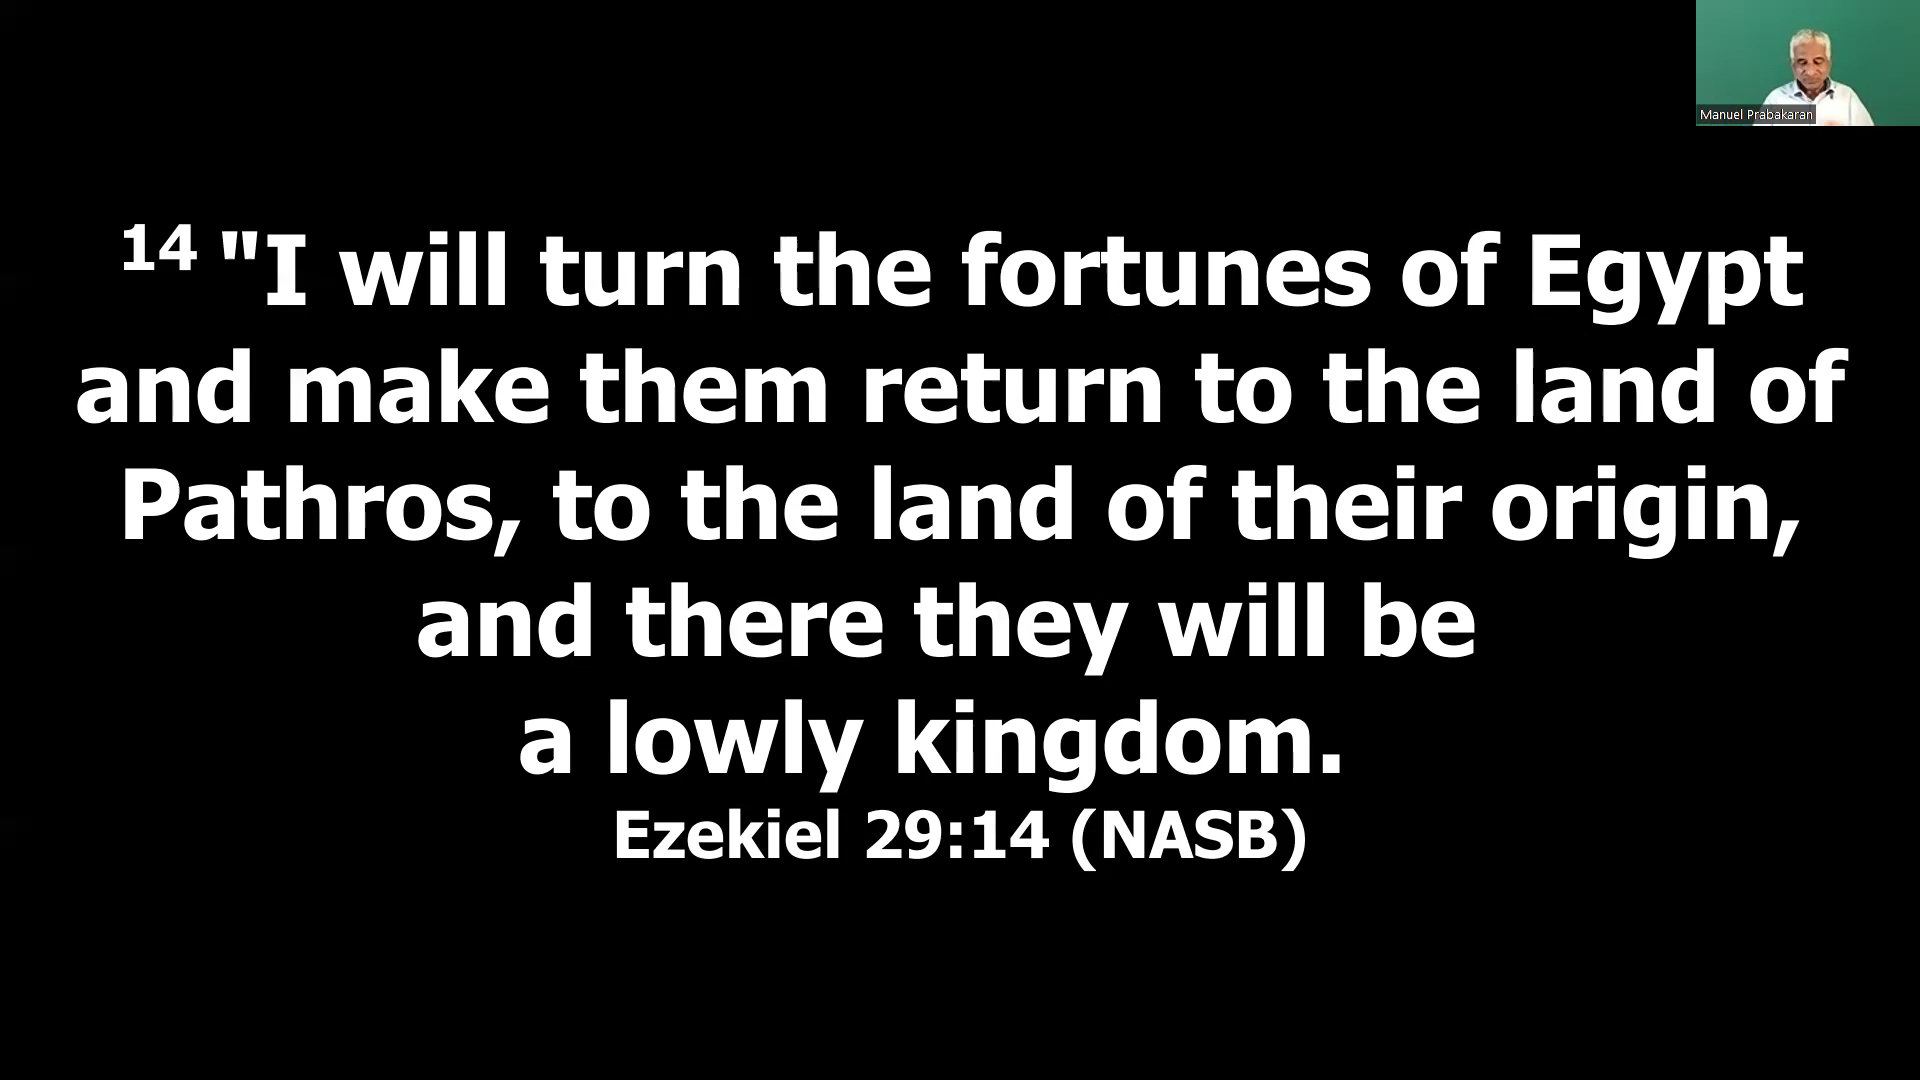 Manuel Prabakaran
14 "I will turn the fortunes of Egypt
and make them return to the land of
Pathros, to the land of their origin,
and there they will be
a lowly kingdom.
Ezekiel 29:14 (NASB)